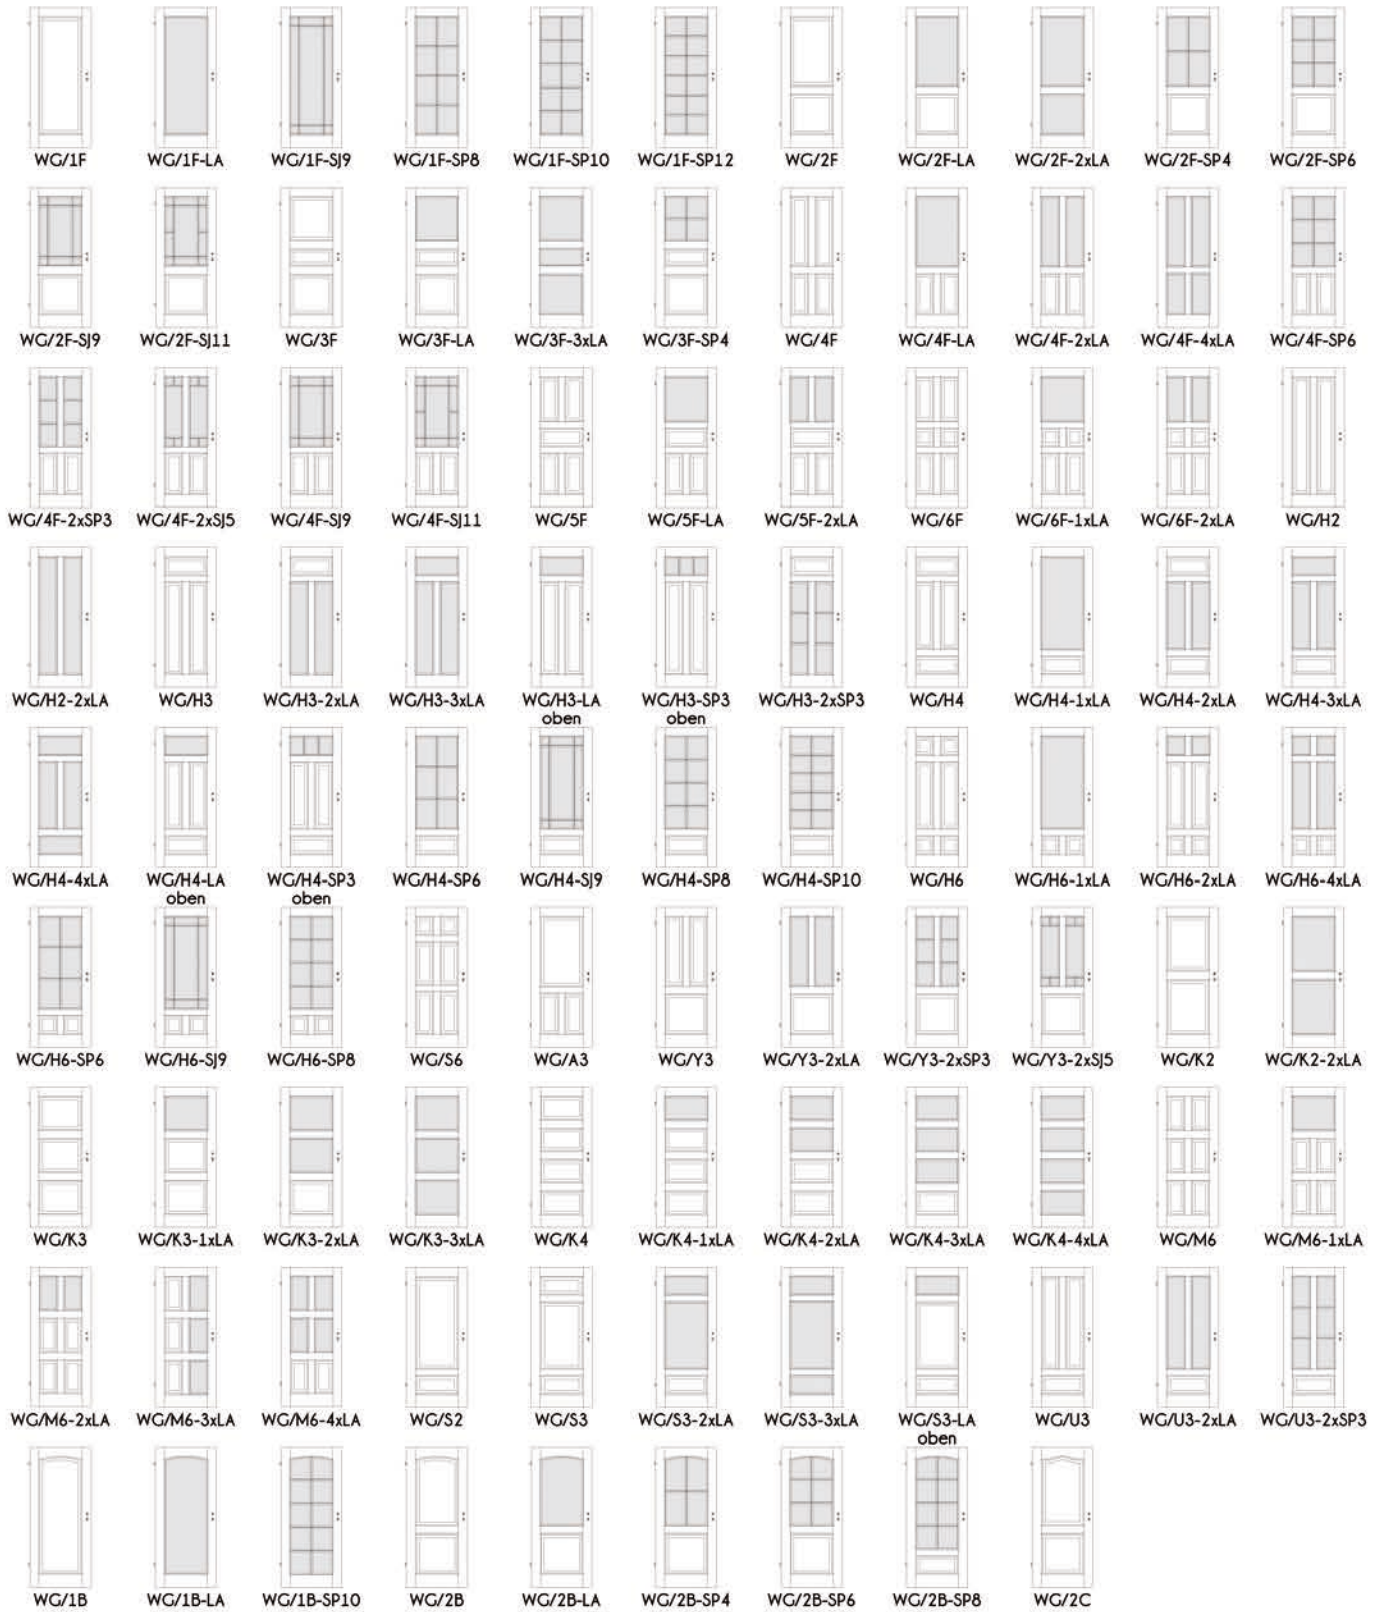 WG/1F WG/1F-LA WG/1F-SJ9 WG/1F-SP8 WG/1F-SP10 WG/1F-SP12 WG/2F WG/2F-LA WG/2F-2xLA WG/2F-SP4 WG/2F-SP6
WG/2F-SJ9 WG/2F-SJ11 WG/3F WG/3F-LA WG/3F-3xLA WG/3F-SP4 WG/4F WG/4F-LA WG/4F-2xLA WG/4F-4xLA WG/4F-SP6
WG/4F-2xSP3 WG/4F-2xSJ5 WG/4F-SJ9 WG/4F-SJ11 WG/5F WG/5F-LA WG/5F-2xLA WG/6F WG/6F-1xLA WG/6F-2xLA WG/H2
WG/H2-2xLA WG/H3 WG/H3-2xLA WG/H3-3xLA WG/H3-LA WG/H3-SP3 WG/H3-2xSP3 WG/H4 WG/H4-1xLA WG/H4-2xLA WG/H4-3xLA
oben oben
WG/H4-4xLA WG/H4-LA WG/H4-SP3 WG/H4-SP6 WG/H4-SJ9 WG/H4-SP8 WG/H4-SP10 WG/H6 WG/H6-1xLA WG/H6-2xLA WG/H6-4xLA
oben oben
WG/H6-SP6 WG/H6-SJ9 WG/H6-SP8 WG/S6 WG/A3 WG/Y3 WG/Y3-2xLA WG/Y3-2xSP3 WG/Y3-2xSJ5 WG/K2 WG/K2-2xLA
WG/K3 WG/K3-1xLA WG/K3-2xLA WG/K3-3xLA WG/K4 WG/K4-1xLA WG/K4-2xLA WG/K4-3xLA WG/K4-4xLA WG/M6 WG/M6-1xLA
WG/M6-2xLA WG/M6-3xLA WG/M6-4xLA WG/S2 WG/S3 WG/S3-2xLA WG/S3-3xLA WG/S3-LA WG/U3 WG/U3-2xLA WG/U3-2xSP3
oben
WG/1B WG/1B-LA WG/1B-SP10 WG/2B WG/2B-LA WG/2B-SP4 WG/2B-SP6 WG/2B-SP8 WG/2C